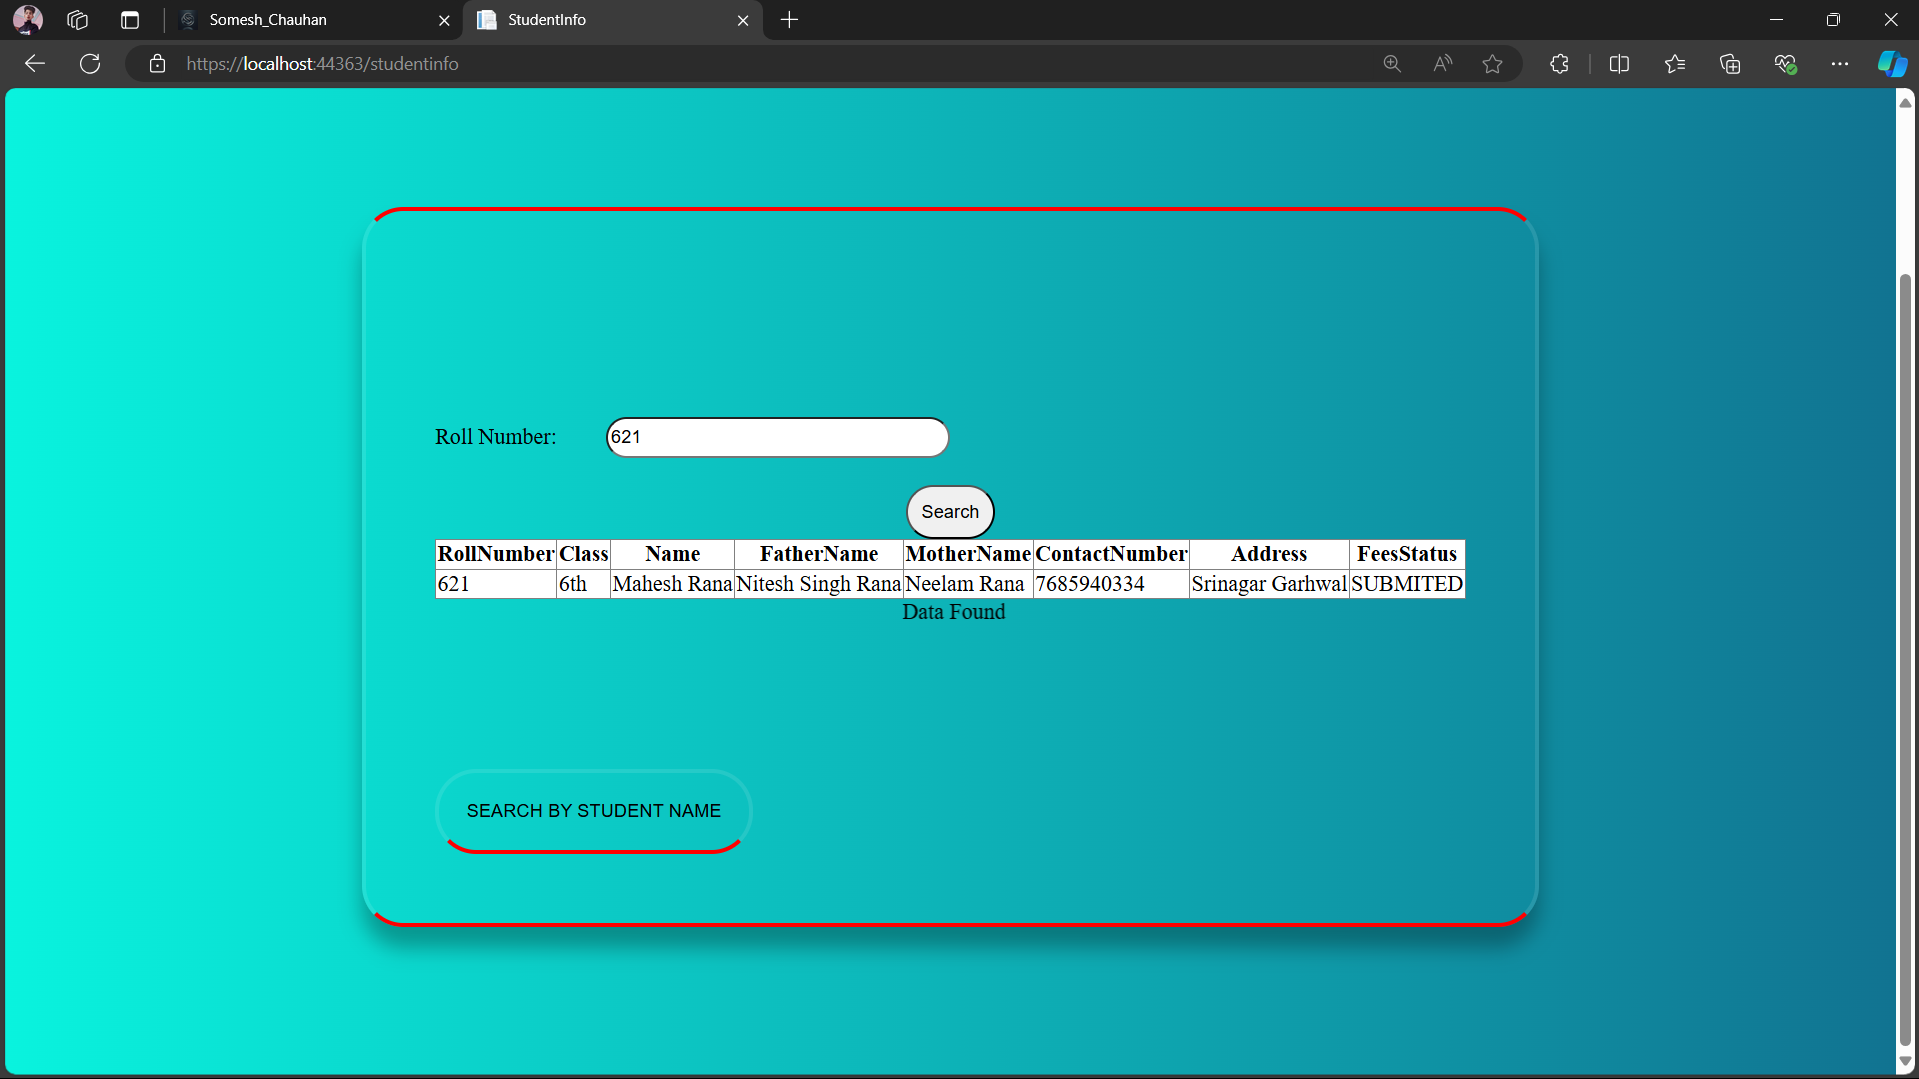 Somesh_Chauhan StudentInfo
https://localhost:44363/studentinfo
Roll Number: 621
Search
RollNumber Class Name FatherName MotherName ContactNumber Address FeesStatus
621 6th Mahesh Rana Nitesh Singh Rana Neelam Rana 7685940334 Srinagar Garhwal SUBMITED
Data Found
SEARCH BY STUDENT NAME